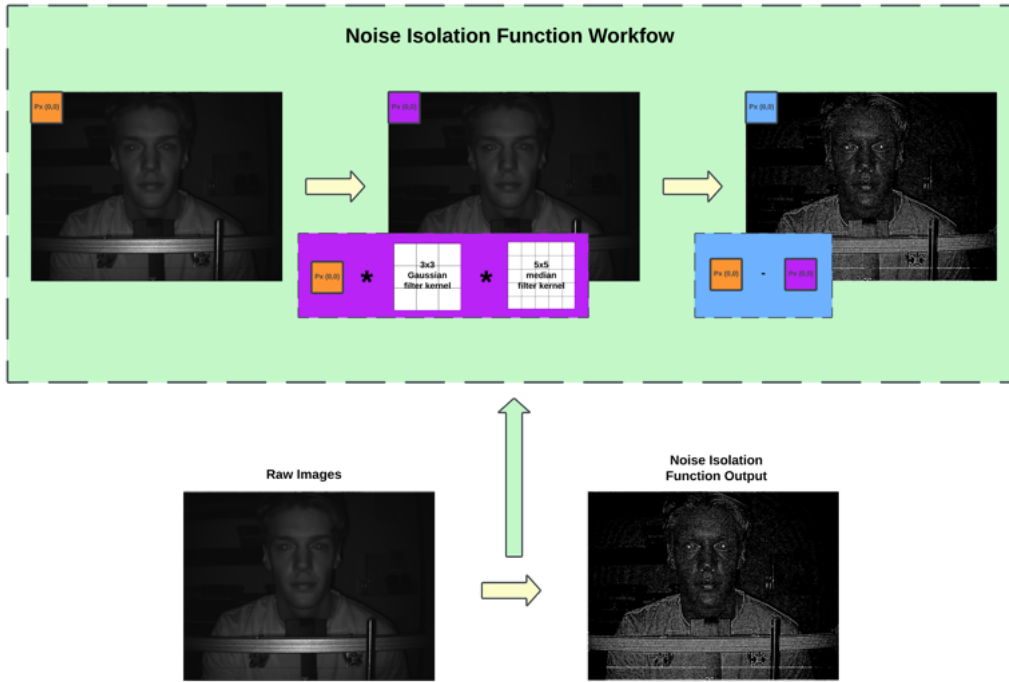 Noise Isolation Function Workfow
Px (0,0)
Px (0,0)
Px (0,0)
Px (0,0)
*
3x3
Gaussian
filter kernel
*
5x5
median
filter kernel
Px (0,0)
-
Px (0,0)
Raw Images
Noise Isolation
Function Output